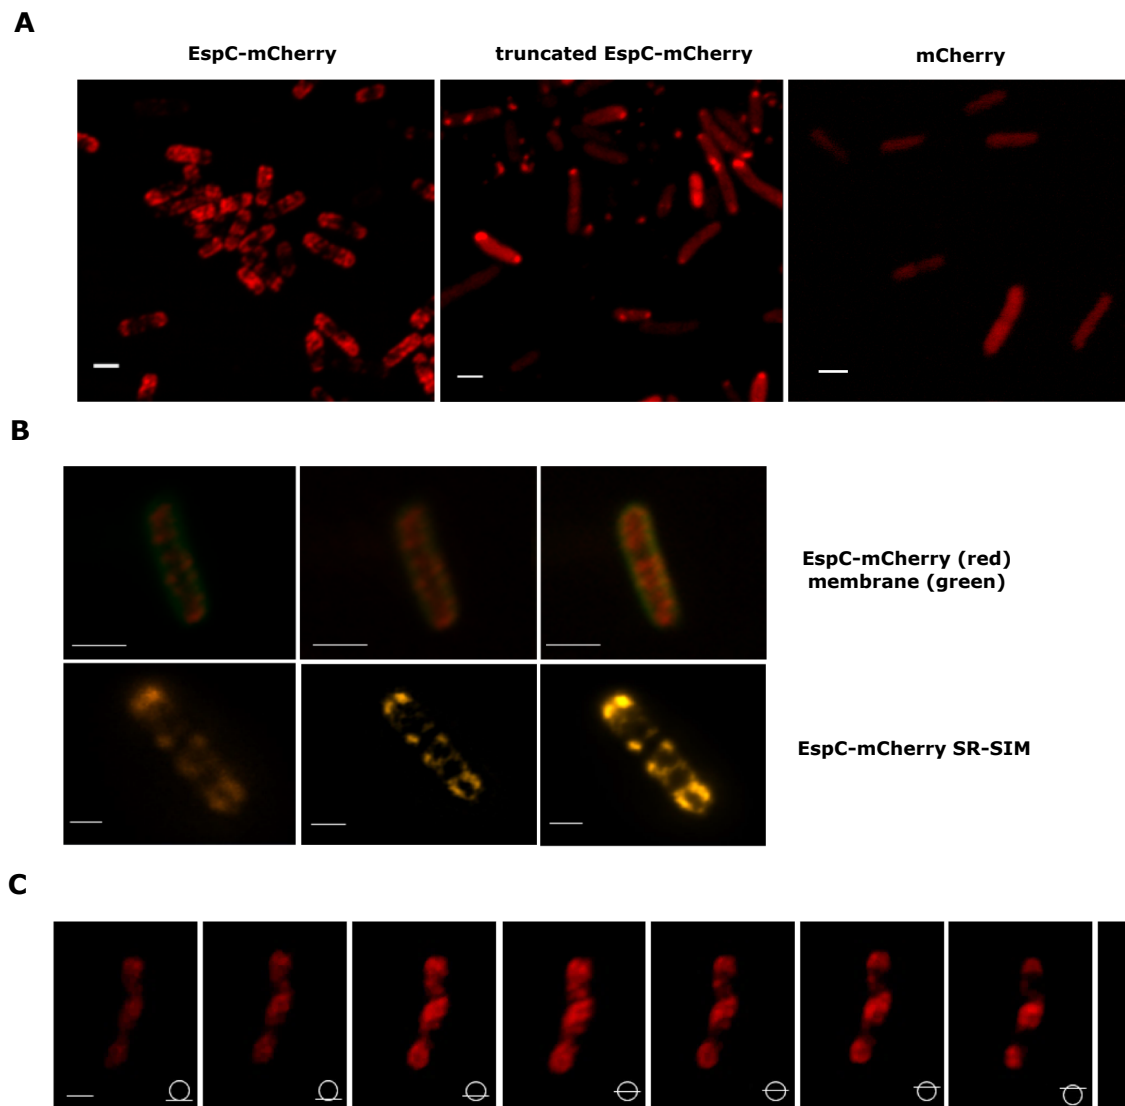 A
EspC-mCherry
truncated EspC-mCherry
mCherry
B
EspC-mCherry (red)
membrane (green)
EspC-mCherry SR-SIM
C